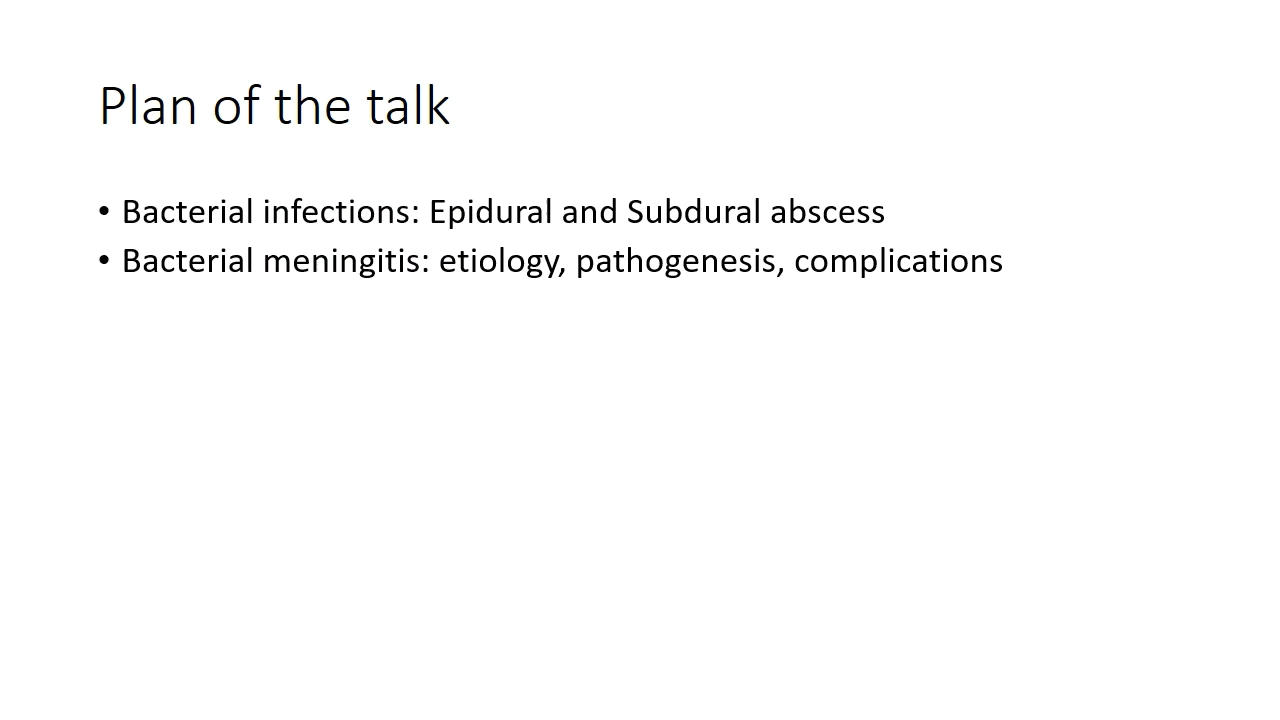 Plan of the talk
• Bacterial infections: Epidural and Subdural abscess
• Bacterial meningitis: etiology, pathogenesis, complications